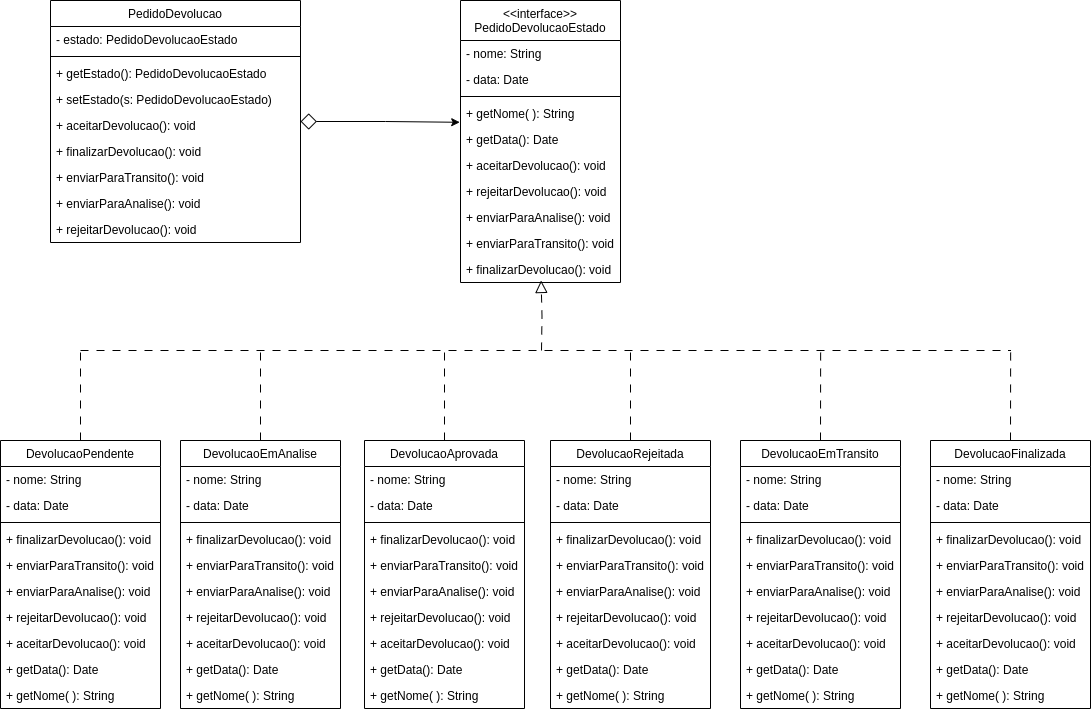 PedidoDevolucao
- estado: PedidoDevolucaoEstado
+ getEstado(): PedidoDevolucaoEstado
+ setEstado(s: PedidoDevolucaoEstado)
+ aceitarDevolucao(): void
+ finalizarDevolucao(): void
+ enviarParaTransito(): void
+ enviarParaAnalise(): void
+ rejeitarDevolucao(): void
<<interface>>
PedidoDevolucaoEstado
- nome: String
- data: Date
+ getNome( ): String
+ getData(): Date
+ aceitarDevolucao(): void
+ rejeitarDevolucao(): void
+ enviarParaAnalise(): void
+ enviarParaTransito(): void
+ finalizarDevolucao(): void
DevolucaoPendente
- nome: String
- data: Date
+ finalizarDevolucao(): void
+ enviarParaTransito(): void
+ enviarParaAnalise(): void
+ rejeitarDevolucao(): void
+ aceitarDevolucao(): void
+ getData(): Date
+ getNome( ): String
DevolucaoEmAnalise
- nome: String
- data: Date
+ finalizarDevolucao(): void
+ enviarParaTransito(): void
+ enviarParaAnalise(): void
+ rejeitarDevolucao(): void
+ aceitarDevolucao(): void
+ getData(): Date
+ getNome( ): String
DevolucaoAprovada
- nome: String
- data: Date
+ finalizarDevolucao(): void
+ enviarParaTransito(): void
+ enviarParaAnalise(): void
+ rejeitarDevolucao(): void
+ aceitarDevolucao(): void
+ getData(): Date
+ getNome( ): String
DevolucaoRejeitada
- nome: String
- data: Date
+ finalizarDevolucao(): void
+ enviarParaTransito(): void
+ enviarParaAnalise(): void
+ rejeitarDevolucao(): void
+ aceitarDevolucao(): void
+ getData(): Date
+ getNome( ): String
DevolucaoEmTransito
- nome: String
- data: Date
+ finalizarDevolucao(): void
+ enviarParaTransito(): void
+ enviarParaAnalise(): void
+ rejeitarDevolucao(): void
+ aceitarDevolucao(): void
+ getData(): Date
+ getNome( ): String
DevolucaoFinalizada
- nome: String
- data: Date
+ finalizarDevolucao(): void
+ enviarParaTransito(): void
+ enviarParaAnalise(): void
+ rejeitarDevolucao(): void
+ aceitarDevolucao(): void
+ getData(): Date
+ getNome( ): String